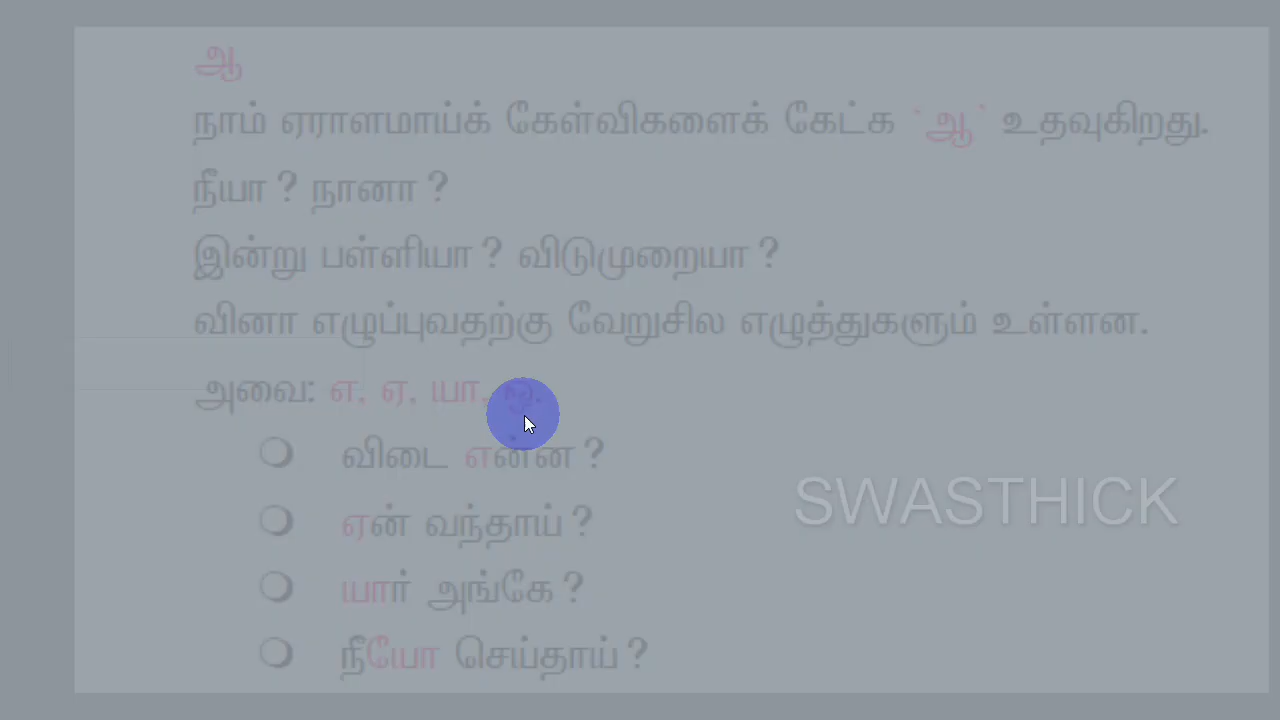 ஆ
நாம் ஏராளமாய்க் கேள்விகளைக் கேட்க `ஆ' உதவுகிறது.
நீயா ? நானா ?
இன்று பள்ளியா ? விடுமுறையா ?
வினா எழுப்புவதற்கு வேறுசில எழுத்துகளும் உள்ளன.
அவை: எ, ஏ, யா, ஓ.
❍ விடை என்ன ?
❍ ஏன் வந்தாய் ?
❍ யார் அங்கே ?
❍ நீயோ செய்தாய் ?
SWASTHICK